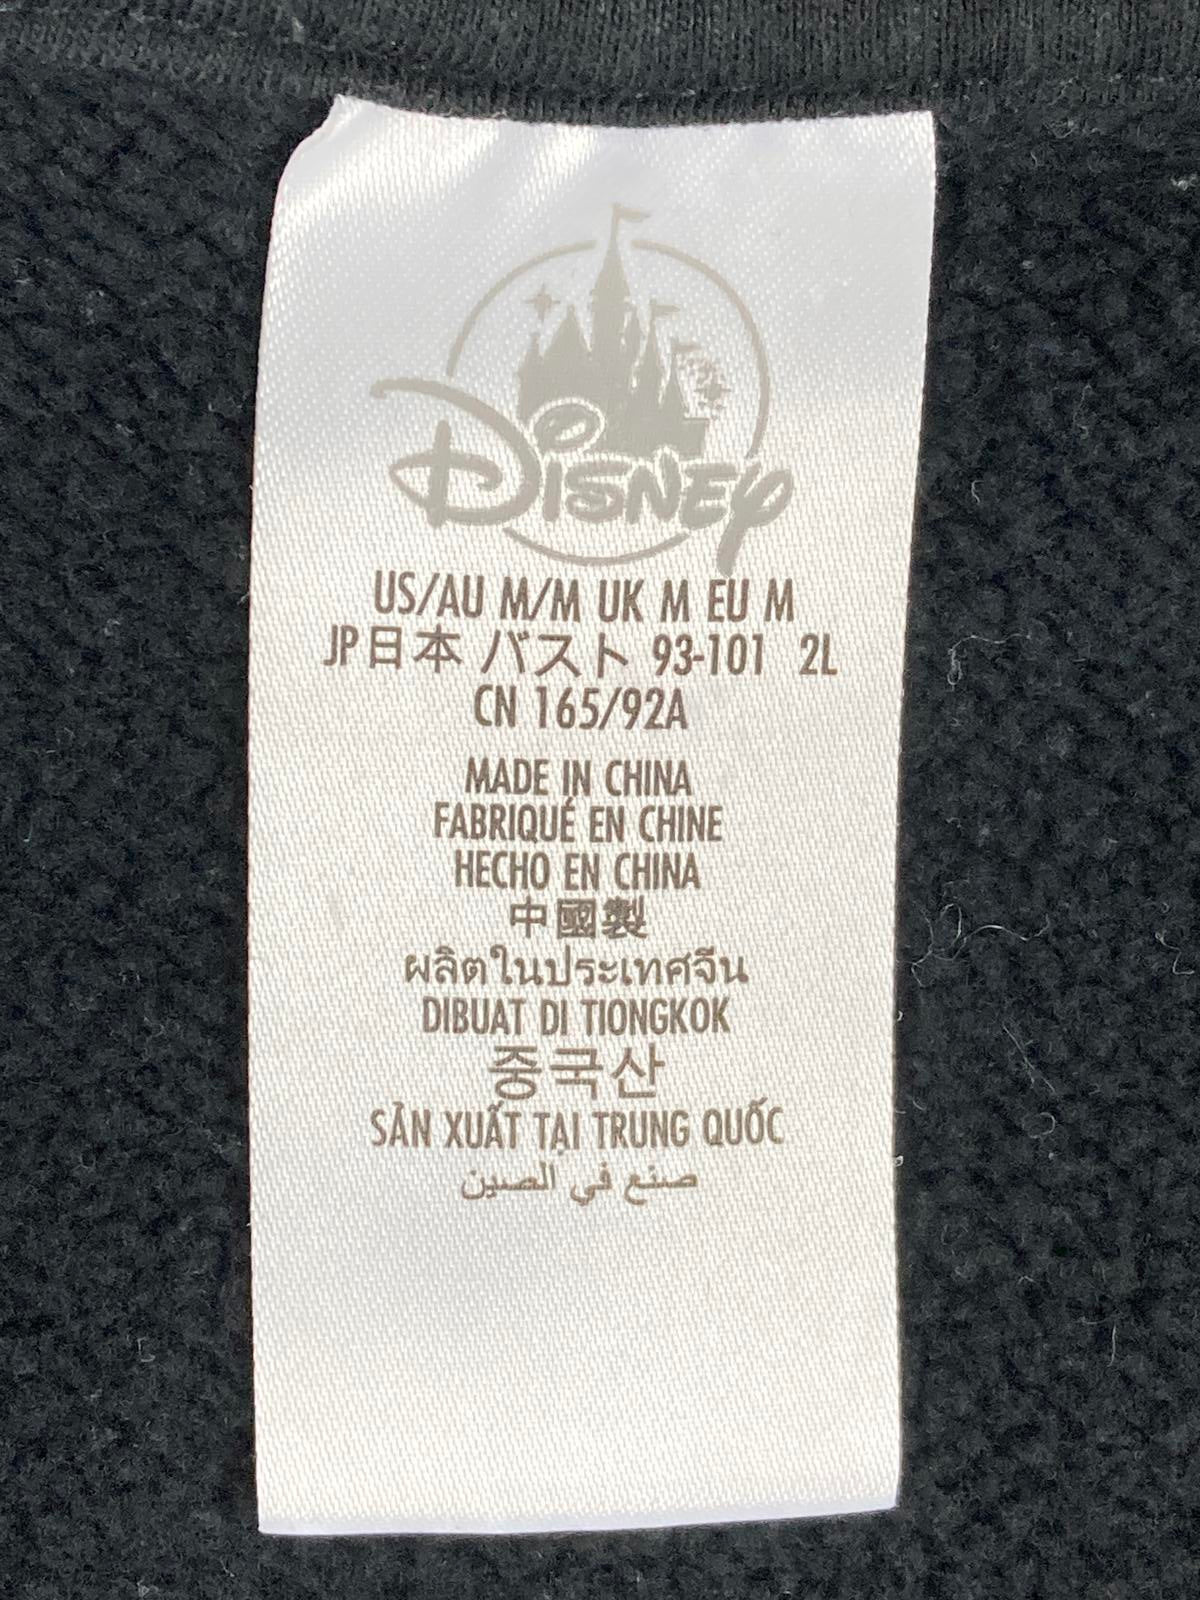 Disney
US/AU M/M UK M EU M
JP日本 バスト 93-101 2L
CN 165/92A
MADE IN CHINA
FABRIQUÉ EN CHINE
HECHO EN CHINA
中國製
ผลิตในประเทศจีน
DIBUAT DI TIONGKOK
중국산
SẢN XUẤT TẠI TRUNG QUỐC
صنع في الصين